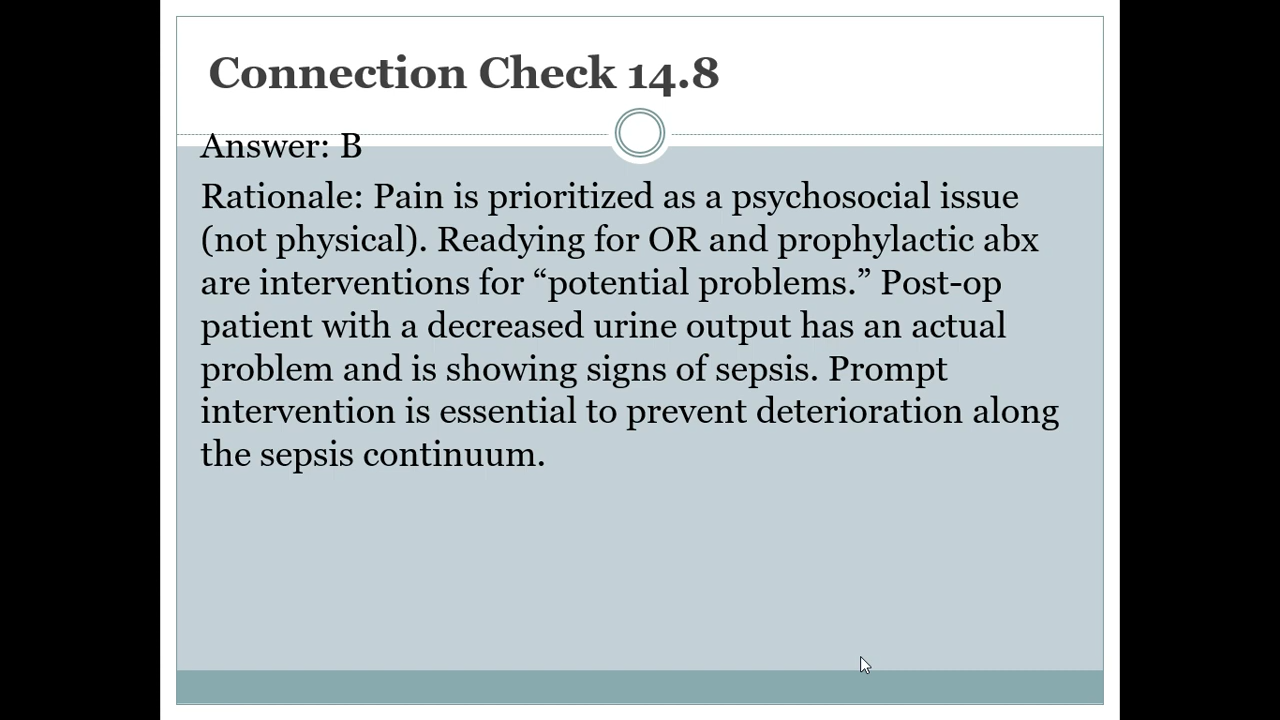 Connection Check 14.8
Answer: B
Rationale: Pain is prioritized as a psychosocial issue
(not physical). Readying for OR and prophylactic abx
are interventions for “potential problems.” Post-op
patient with a decreased urine output has an actual
problem and is showing signs of sepsis. Prompt
intervention is essential to prevent deterioration along
the sepsis continuum.